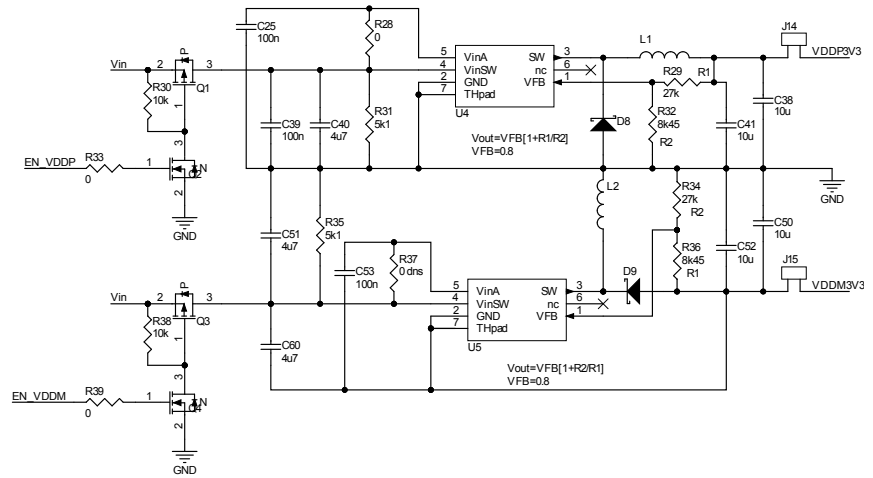 C25
100n
R28
0
5
4
2
7
VinA
VinSW
GND
THpad
SW
nc
VFB
3
6
1
U4
L1
J14
VDDP3V3
Vin
2
P
3
1
Q1
R30
10k
C39
100n
C40
4u7
R31
5k1
R29
27k
R1
D8
R32
8k45
R2
C41
10u
C38
10u
Vout=VFB[1+R1/R2]
VFB=0.8
EN_VDDP
R33
0
1
3
N
Q2
2
GND
GND
C51
4u7
R35
5k1
L2
R34
27k
R2
C50
10u
C53
100n
R37
0 dns
R36
8k45
R1
C52
10u
J15
VDDM3V3
Vin
2
P
3
1
Q3
R38
10k
5
4
2
7
VinA
VinSW
GND
THpad
SW
nc
VFB
3
6
1
U5
D9
C60
4u7
Vout=VFB[1+R2/R1]
VFB=0.8
EN_VDDM
R39
0
1
3
N
Q4
2
GND